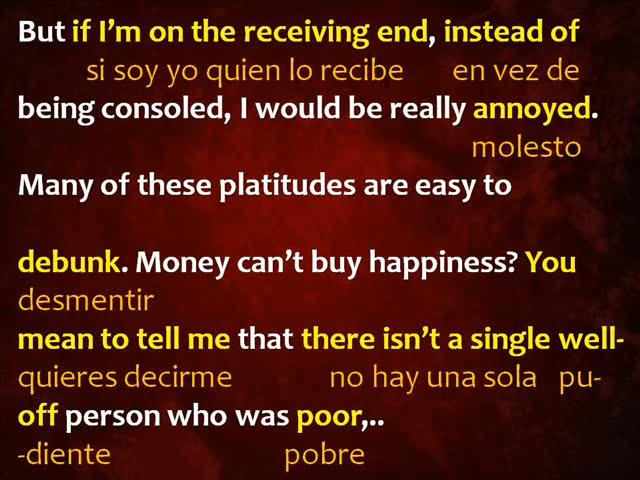 But if I'm on the receiving end, instead of
si soy yo quien lo recibe en vez de
being consoled, I would be really annoyed.
molesto
Many of these platitudes are easy to
debunk. Money can't buy happiness? You
desmentir
mean to tell me that there isn't a single well-
quieres decirme no hay una sola pu-
off person who was poor,..
-diente pobre